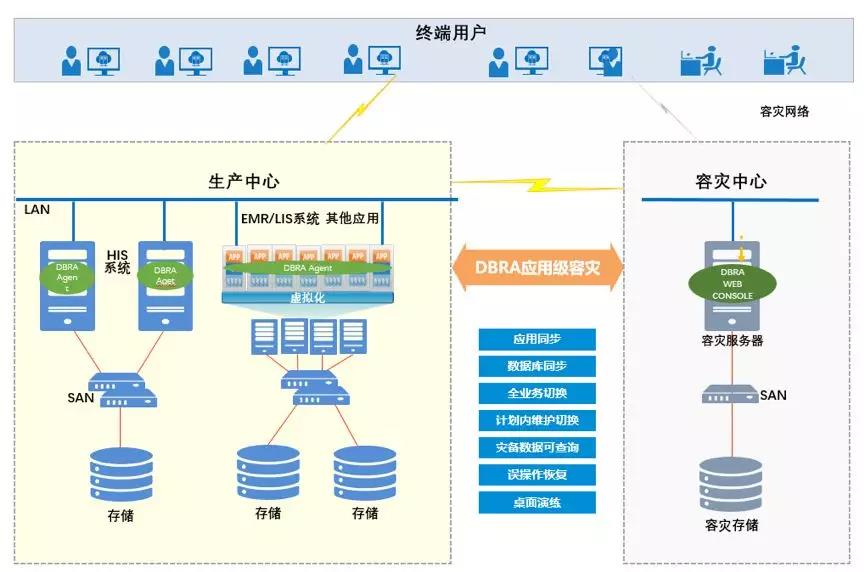 终端用户
容灾网络
生产中心
容灾中心
LAN
EMR/LIS系统 其他应用
HIS
系统
DBRA
Agen
t
DBRA
Agent
APP APP APP APP APP APP APP
DBRA Agent
虚拟化
DBRA应用级容灾
DBRA
WEB
CONSOLE
容灾服务器
应用同步
数据库同步
全业务切换
计划内维护切换
灾备数据可查询
误操作恢复
桌面演练
SAN
SAN
存储
存储
存储
容灾存储